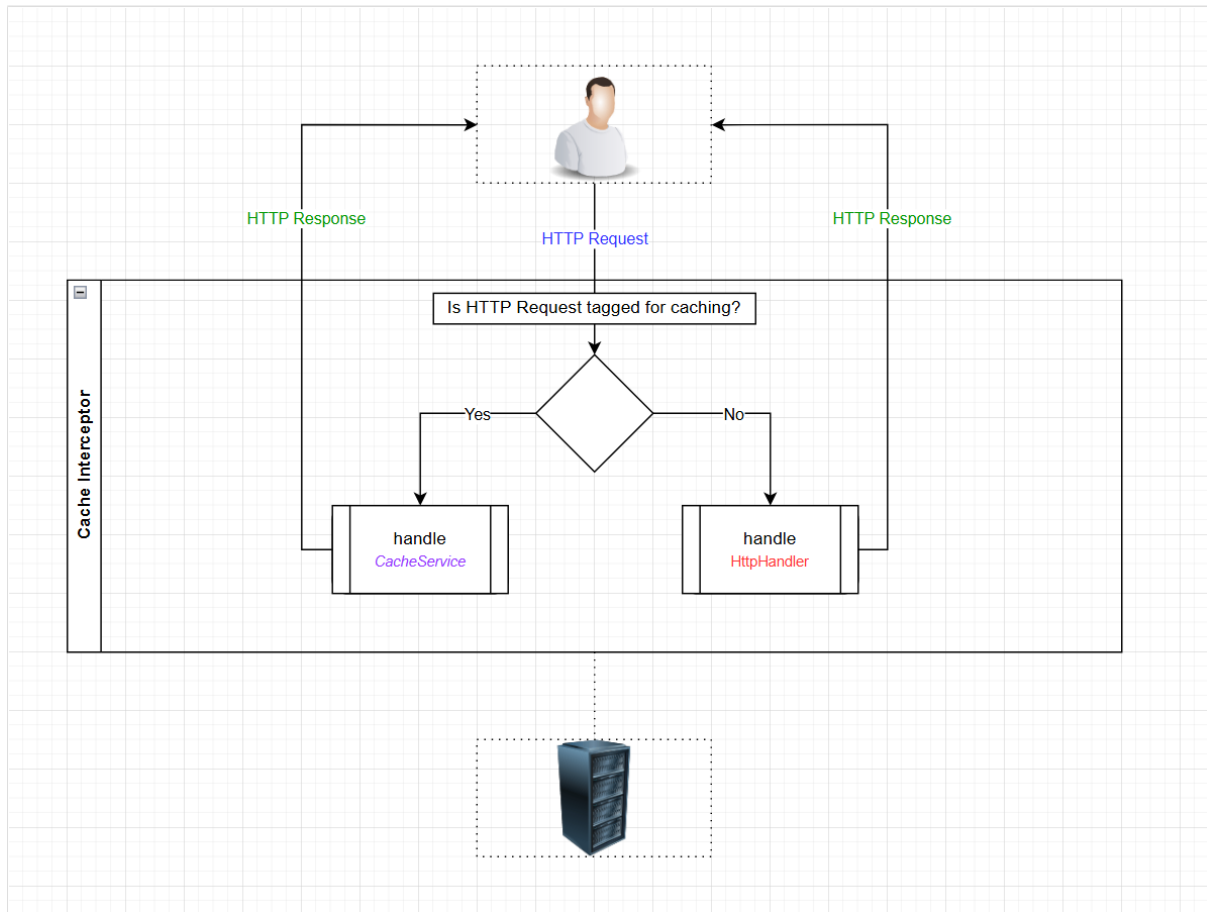 HTTP Response
HTTP Response
HTTP Request
Is HTTP Request tagged for caching?
Yes
No
Cache Interceptor
handle
CacheService
handle
HttpHandler